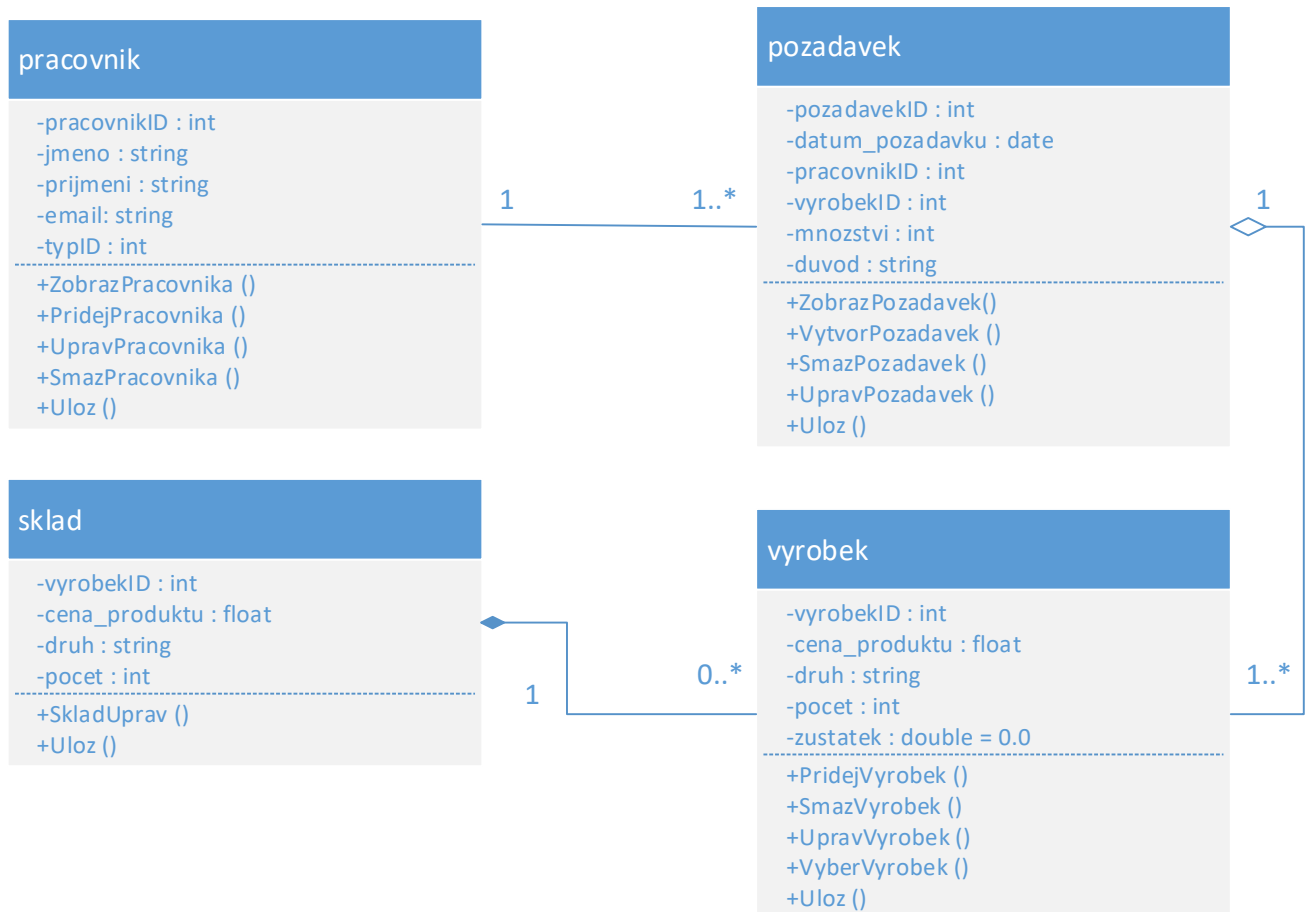 pracovnik
-pracovnikID : int
-jmeno : string
-prijmeni : string
-email: string
-typID : int
+ZobrazPracovnika ()
+PridejPracovnika ()
+UpravPracovnika ()
+SmazPracovnika ()
+Uloz ()
1
1..*
pozadavek
-pozadavekID : int
-datum_pozadavku : date
-pracovnikID : int
-vyrobekID : int
-mnozstvi : int
-duvod : string
+ZobrazPozadavek()
+VytvorPozadavek ()
+SmazPozadavek ()
+UpravPozadavek ()
+Uloz ()
1
sklad
-vyrobekID : int
-cena_produktu : float
-druh : string
-pocet : int
+SkladUprav ()
+Uloz ()
1
0..*
vyrobek
-vyrobekID : int
-cena_produktu : float
-druh : string
-pocet : int
-zustatek : double = 0.0
+PridejVyrobek ()
+SmazVyrobek ()
+UpravVyrobek ()
+VyberVyrobek ()
+Uloz ()
1..*